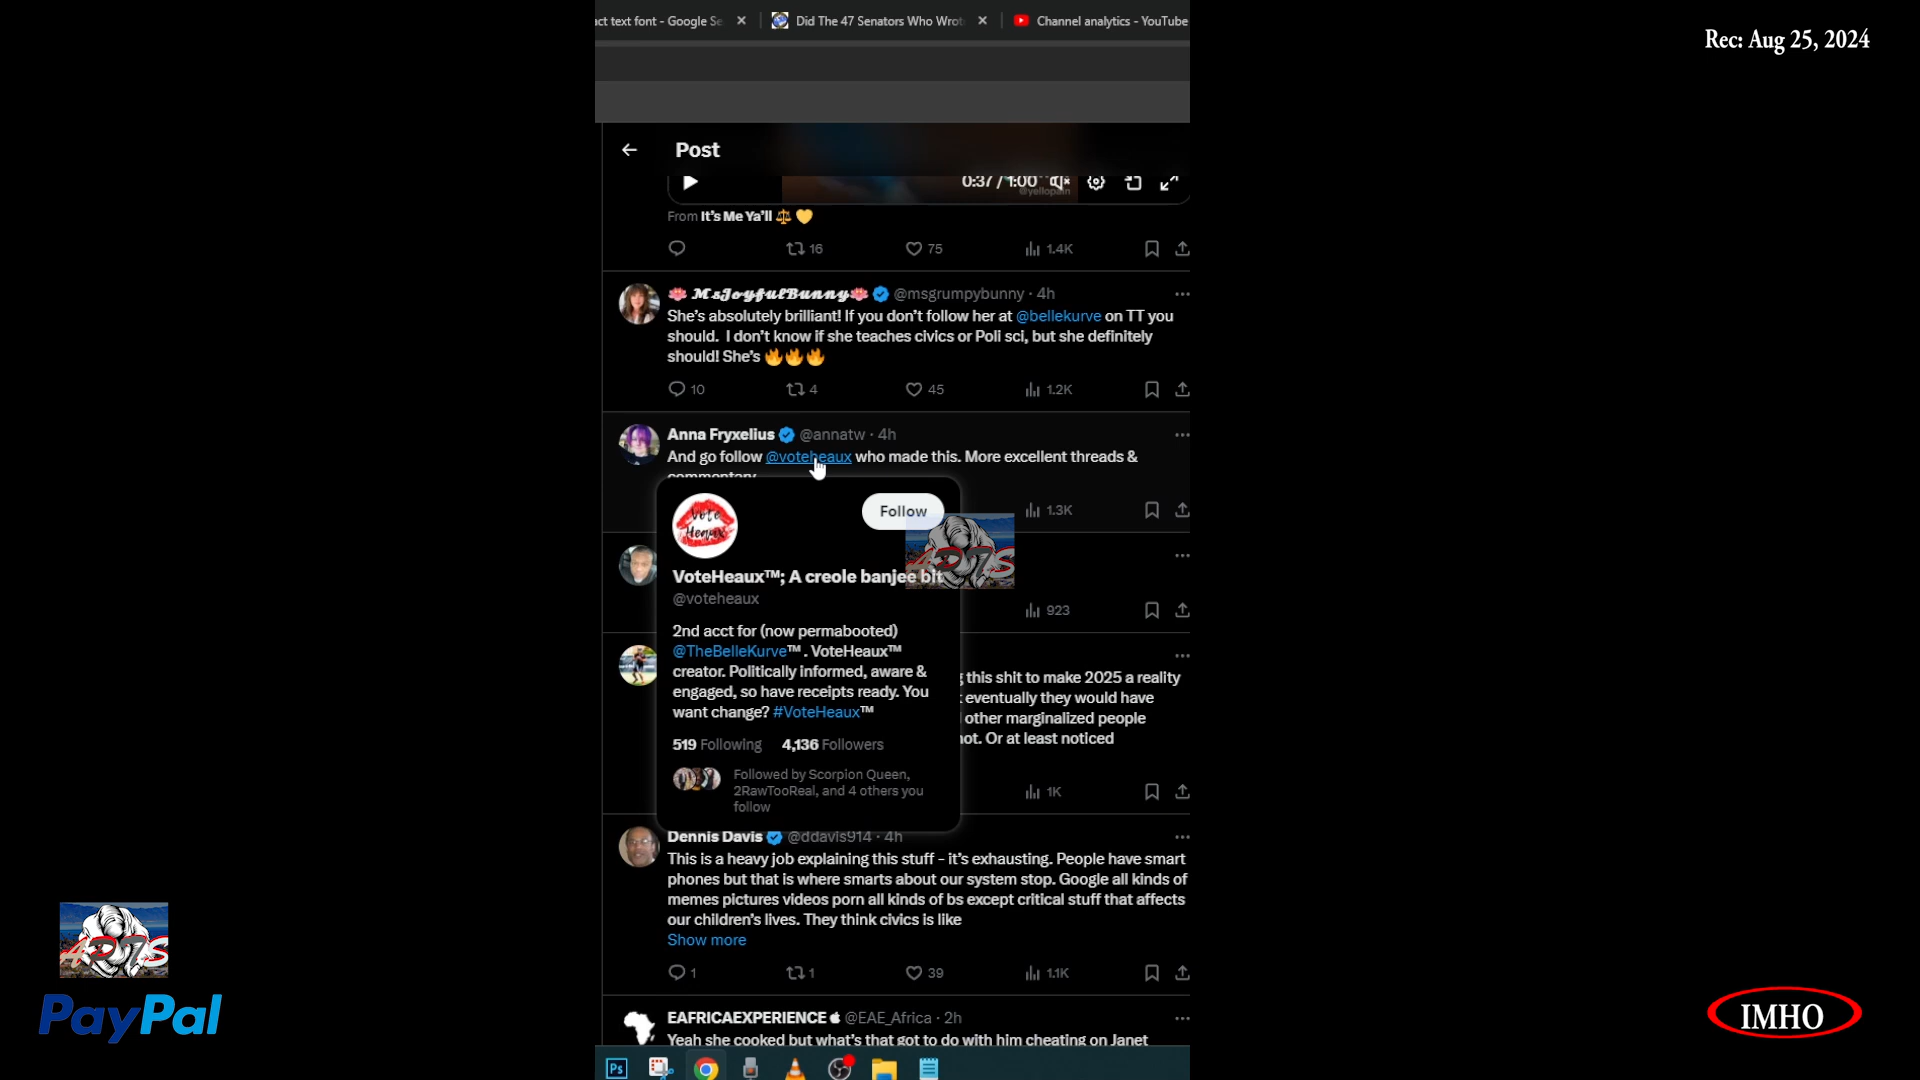 act text font - Google Se
Did The 47 Senators Who Wrot
Channel analytics - YouTube
Rec: Aug 25, 2024
Post
0:37 / 1:00
@yellopain
From It's Me Ya'll ⚖️ 💛
16
75
1.4K
🪷 𝓜𝓼𝓙𝓸𝔂𝓯𝓾𝓵𝓑𝓾𝓷𝓷𝔂🪷 @msgrumpybunny · 4h
She's absolutely brilliant! If you don't follow her at @bellekurve on TT you
should. I don't know if she teaches civics or Poli sci, but she definitely
should! She's 🔥🔥🔥
10
4
45
1.2K
Anna Fryxelius @annatw · 4h
And go follow @voteheaux who made this. More excellent threads &
commentary
1.3K
Vote
Heaux
Follow
VoteHeaux™; A creole banjee bit
@voteheaux
2nd acct for (now permabooted)
@TheBelleKurve™ . VoteHeaux™
creator. Politically informed, aware &
engaged, so have receipts ready. You
want change? #VoteHeaux™
519 Following 4,136 Followers
Followed by Scorpion Queen,
2RawTooReal, and 4 others you
follow
ADTS
923
this shit to make 2025 a reality
eventually they would have
other marginalized people
not. Or at least noticed
1K
Dennis Davis @ddavis914 · 4h
This is a heavy job explaining this stuff - it's exhausting. People have smart
phones but that is where smarts about our system stop. Google all kinds of
memes pictures videos porn all kinds of bs except critical stuff that affects
our children's lives. They think civics is like
Show more
1
1
39
1.1K
EAFRICAEXPERIENCE @EAE_Africa · 2h
Yeah she cooked but what's that got to do with him cheating on Janet
Ps
ADTS
PayPal
IMHO